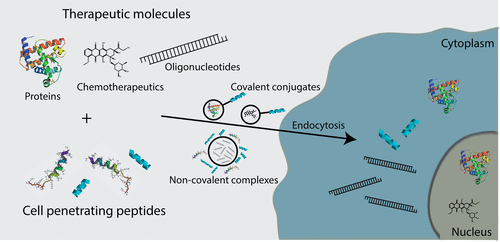 Therapeutic molecules
Cytoplasm
Oligonucleotides
Proteins
Chemotherapeutics
Covalent conjugates
+
Endocytosis
Non-covalent complexes
Cell penetrating peptides
Nucleus